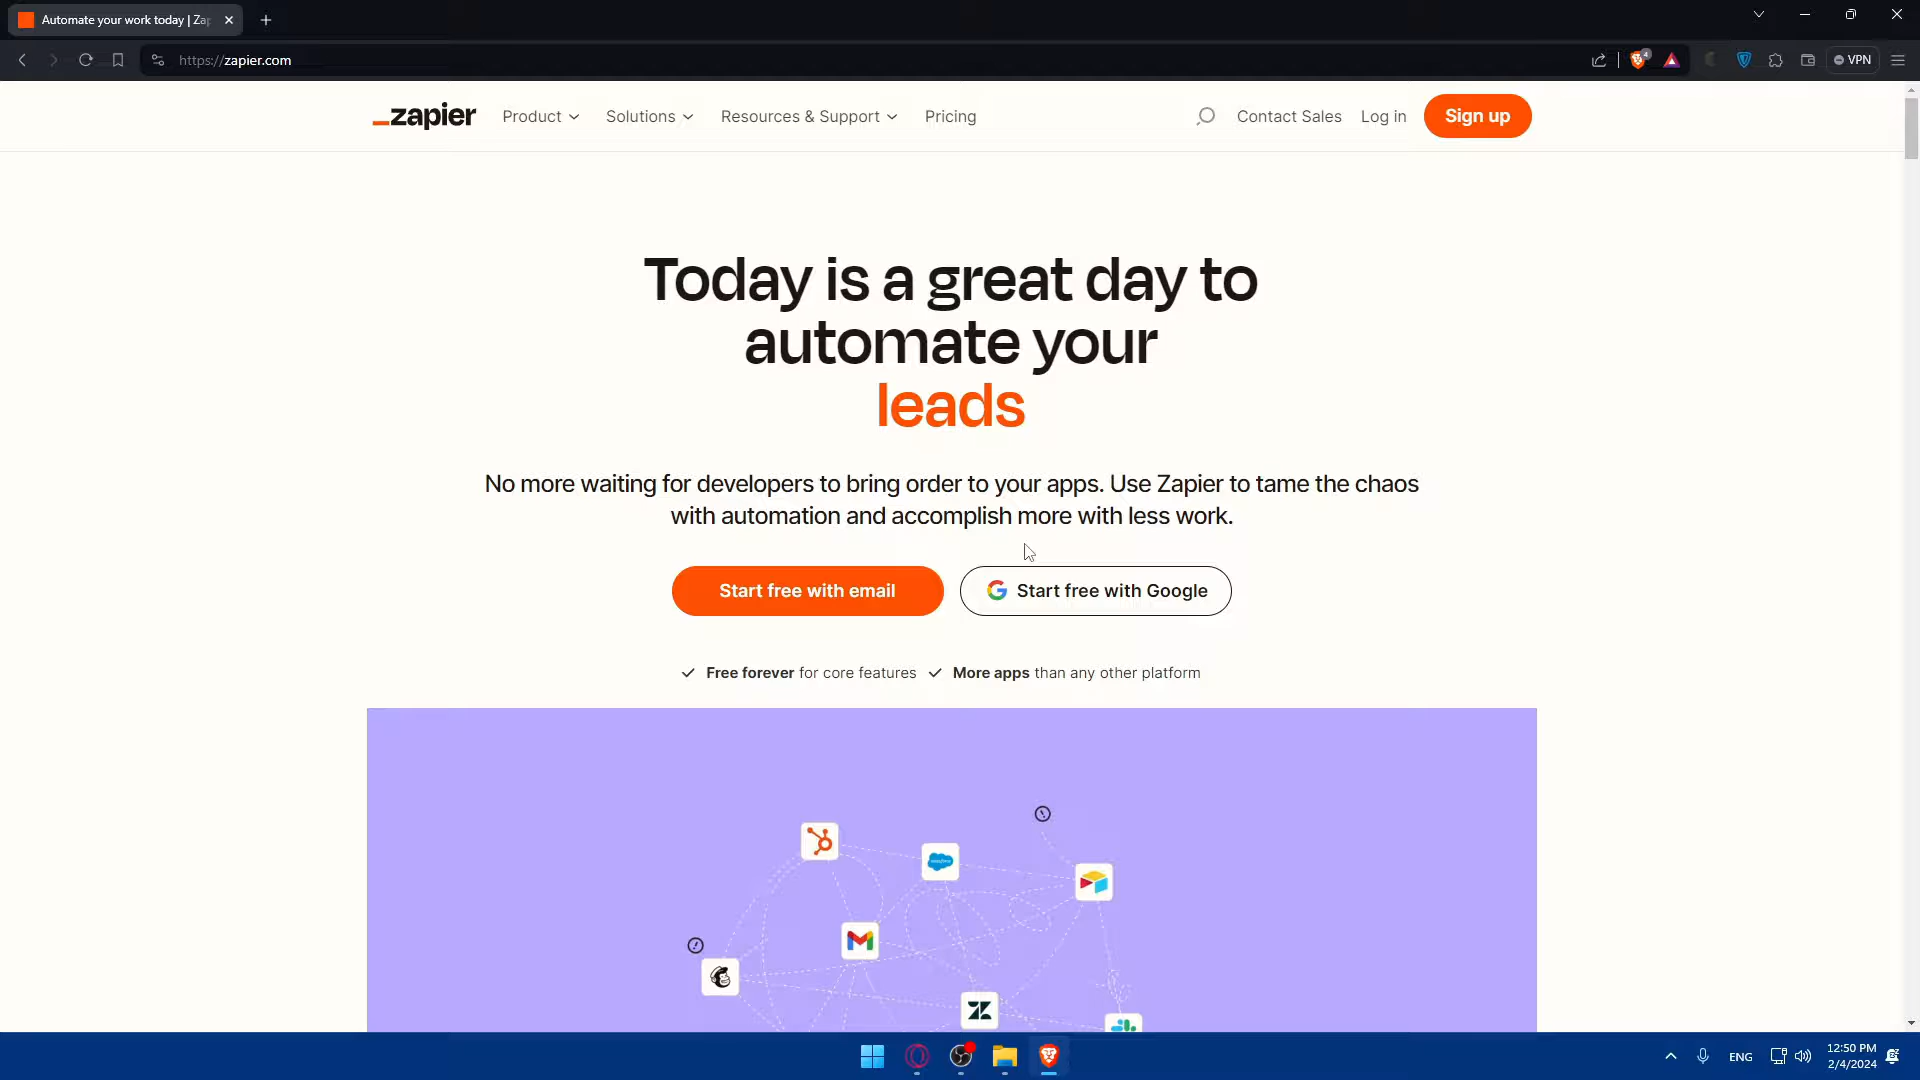 Automate your work today | Za
https://zapier.com
VPN
zapier
Product
Solutions
Resources & Support
Pricing
Contact Sales
Log in
Sign up
Today is a great day to
automate your
leads
No more waiting for developers to bring order to your apps. Use Zapier to tame the chaos
with automation and accomplish more with less work.
Start free with email
Start free with Google
Free forever for core features
More apps than any other platform
ENG
12:50 PM
2/4/2024